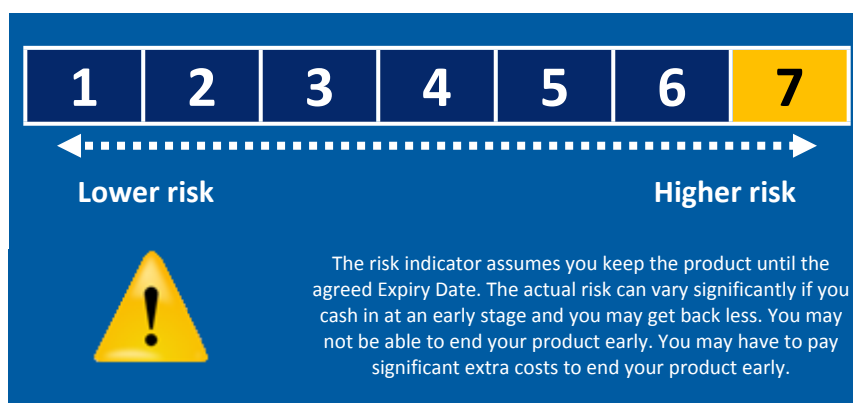 1 2 3 4 5 6 7
Lower risk Higher risk
The risk indicator assumes you keep the product until the
agreed Expiry Date. The actual risk can vary significantly if you
cash in at an early stage and you may get back less. You may
not be able to end your product early. You may have to pay
significant extra costs to end your product early.